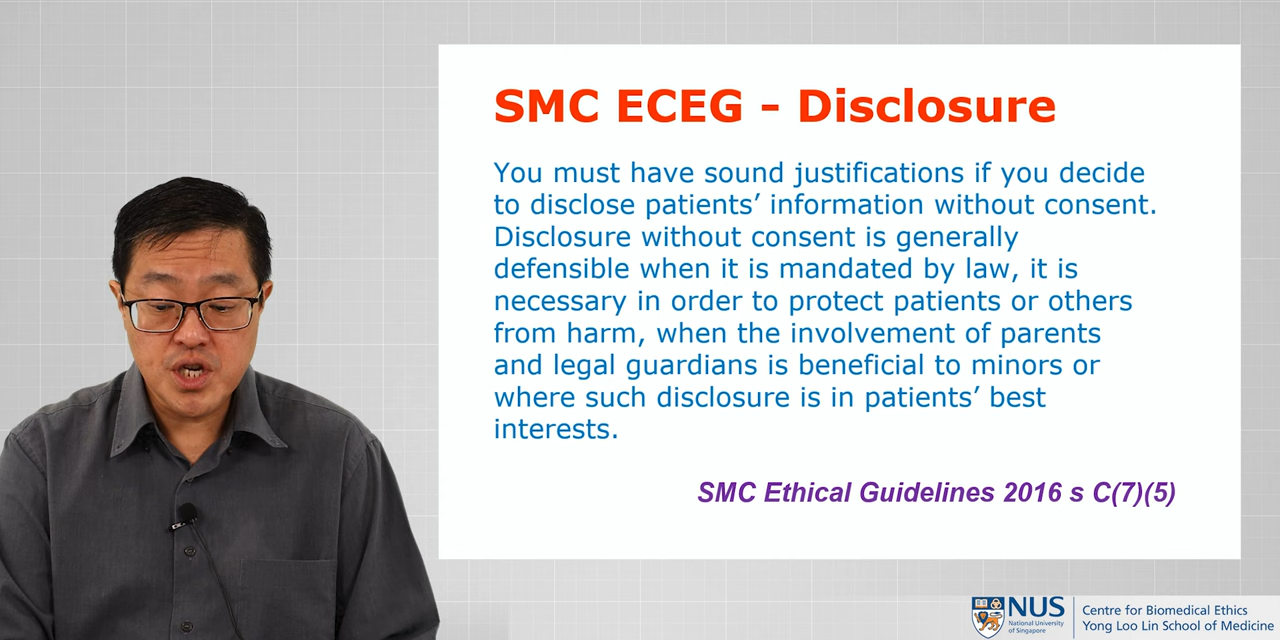 SMC ECEG – Disclosure
You must have sound justifications if you decide
to disclose patients’ information without consent.
Disclosure without consent is generally
defensible when it is mandated by law, it is
necessary in order to protect patients or others
from harm, when the involvement of parents
and legal guardians is beneficial to minors or
where such disclosure is in patients’ best
interests.
SMC Ethical Guidelines 2016 s C(7)(5)
NUS
National University
of Singapore
Centre for Biomedical Ethics
Yong Loo Lin School of Medicine